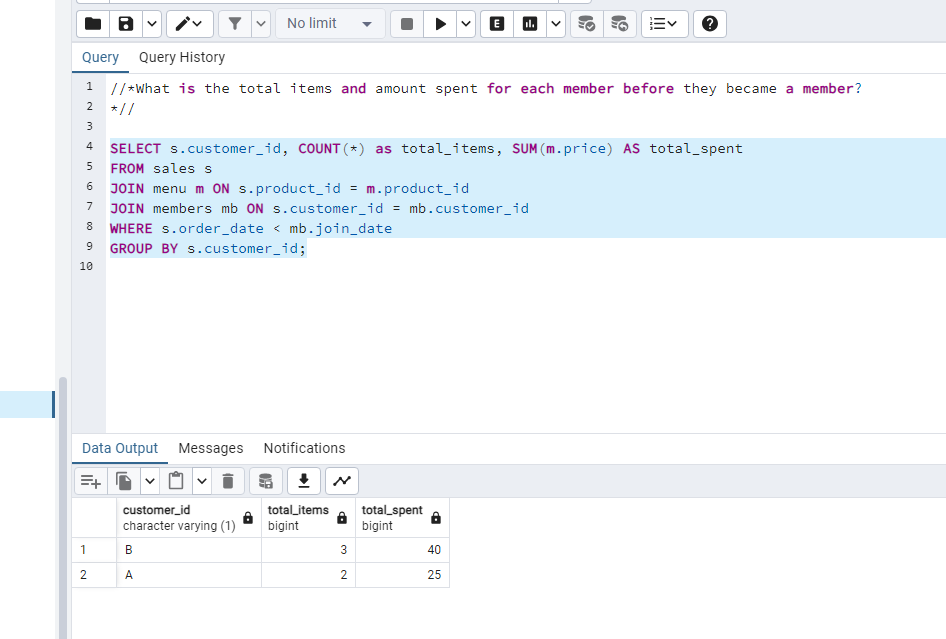 No limit
E
Query Query History
1 //*What is the total items and amount spent for each member before they became a member?
2 *//
3
4 SELECT s.customer_id, COUNT(*) as total_items, SUM(m.price) AS total_spent
5 FROM sales s
6 JOIN menu m ON s.product_id = m.product_id
7 JOIN members mb ON s.customer_id = mb.customer_id
8 WHERE s.order_date < mb.join_date
9 GROUP BY s.customer_id;
10
Data Output Messages Notifications
customer_id total_items total_spent
character varying (1) bigint bigint
1 B 3 40
2 A 2 25